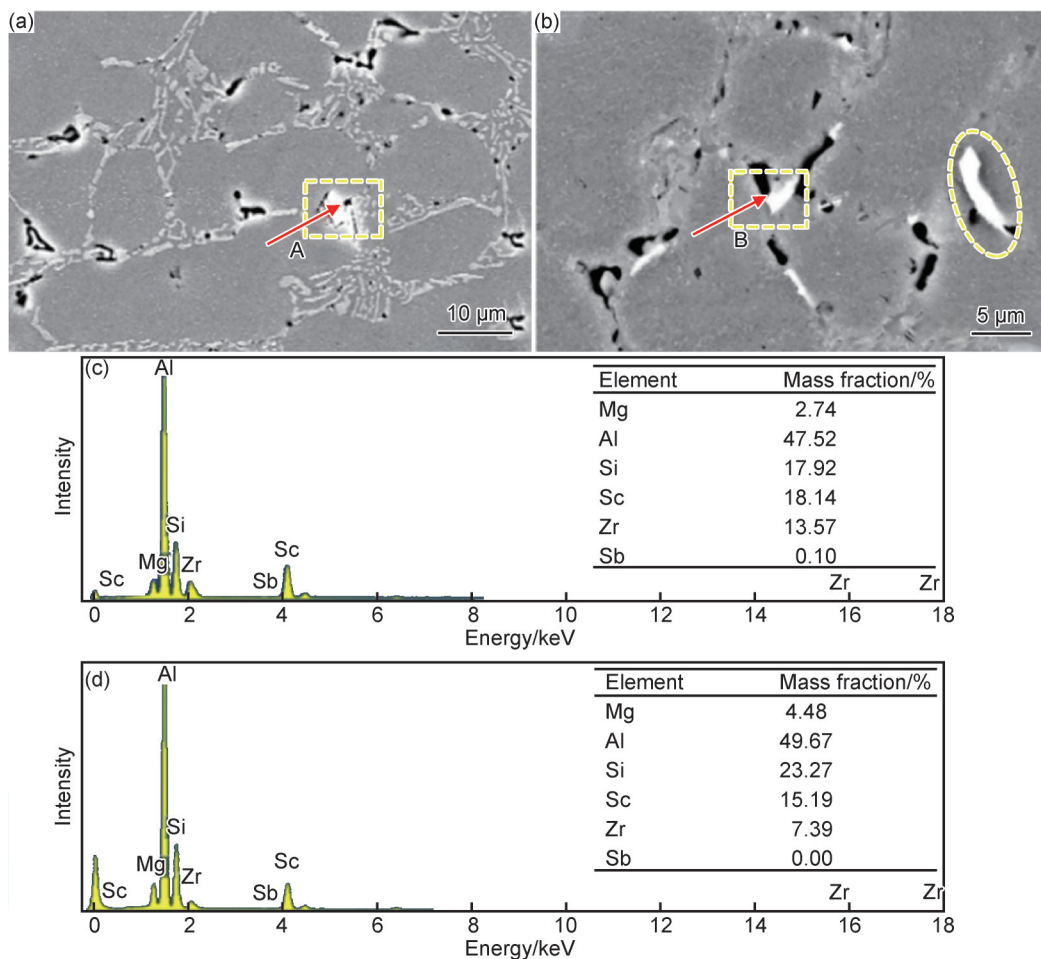 (a)
A
10 μm
(b)
B
5 μm
(c)
Al
Si
Mg
Zr
Sc
Sb
Sc
Intensity
Element Mass fraction/%
Mg 2.74
Al 47.52
Si 17.92
Sc 18.14
Zr 13.57
Sb 0.10
Zr Zr
0 2 4 6 8 10 12 14 16 18
Energy/keV
(d)
Al
Si
Mg
Zr
Sc
Sb
Sc
Intensity
Element Mass fraction/%
Mg 4.48
Al 49.67
Si 23.27
Sc 15.19
Zr 7.39
Sb 0.00
Zr Zr
0 2 4 6 8 10 12 14 16 18
Energy/keV